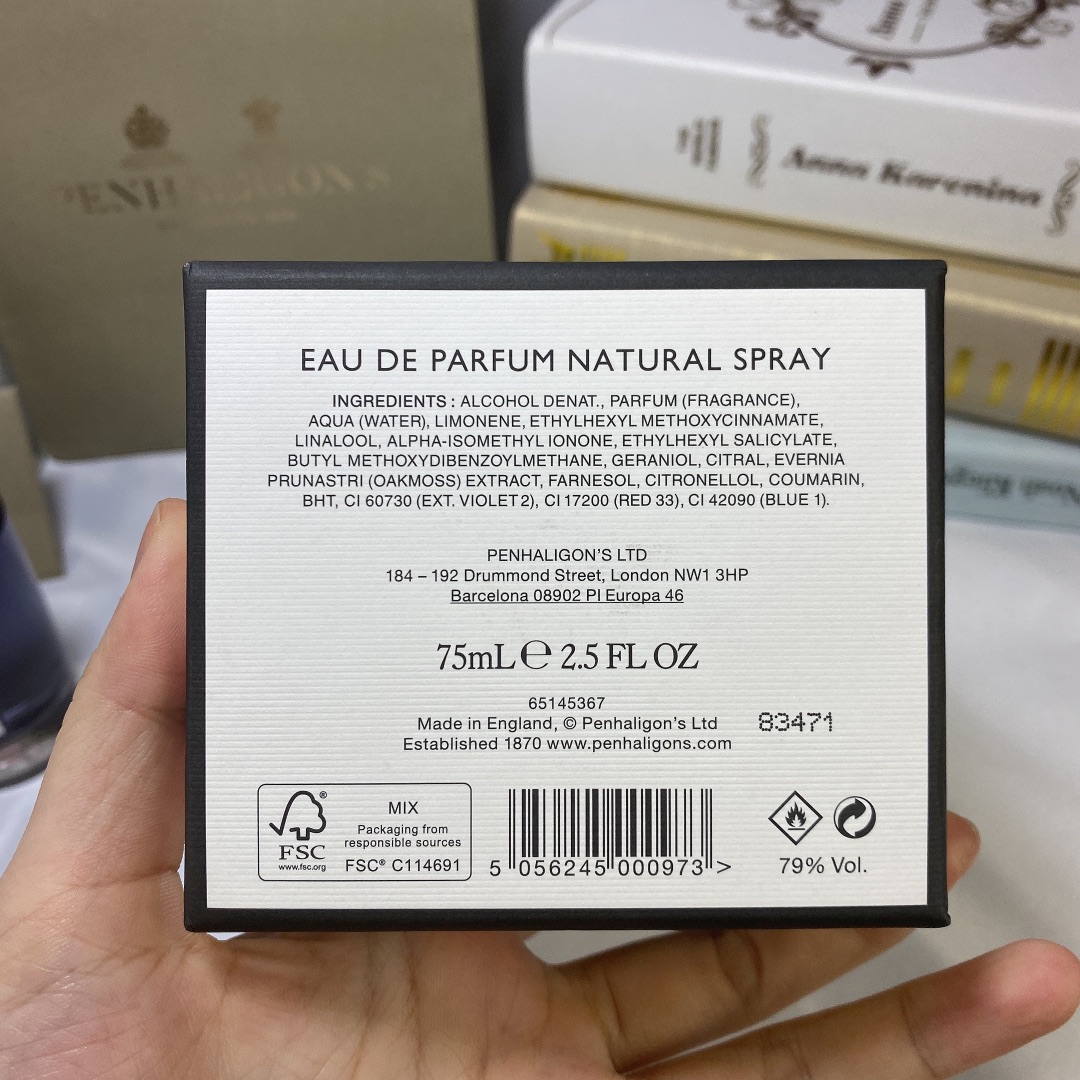 PENHALIGON'S
Anna Karenina
EAU DE PARFUM NATURAL SPRAY
INGREDIENTS : ALCOHOL DENAT., PARFUM (FRAGRANCE),
AQUA (WATER), LIMONENE, ETHYLHEXYL METHOXYCINNAMATE,
LINALOOL, ALPHA-ISOMETHYL IONONE, ETHYLHEXYL SALICYLATE,
BUTYL METHOXYDIBENZOYLMETHANE, GERANIOL, CITRAL, EVERNIA
PRUNASTRI (OAKMOSS) EXTRACT, FARNESOL, CITRONELLOL, COUMARIN,
BHT, CI 60730 (EXT. VIOLET 2), CI 17200 (RED 33), CI 42090 (BLUE 1).
PENHALIGON'S LTD
184 – 192 Drummond Street, London NW1 3HP
Barcelona 08902 Pl Europa 46
75mL ℮ 2.5 FL OZ
65145367
Made in England, © Penhaligon's Ltd
83471
Established 1870 www.penhaligons.com
FSC
www.fsc.org
MIX
Packaging from
responsible sources
FSC® C114691
5 056245 000973 >
79% Vol.